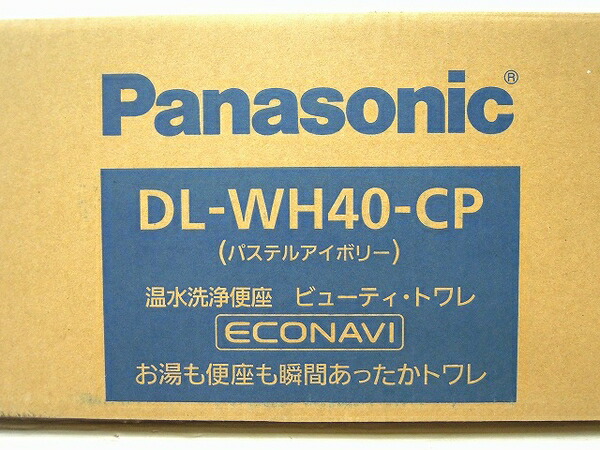 Panasonic®
DL-WH40-CP
(パステルアイボリー)
温水洗浄便座 ビューティ・トワレ
ECONAVI
お湯も便座も瞬間あったかトワレ